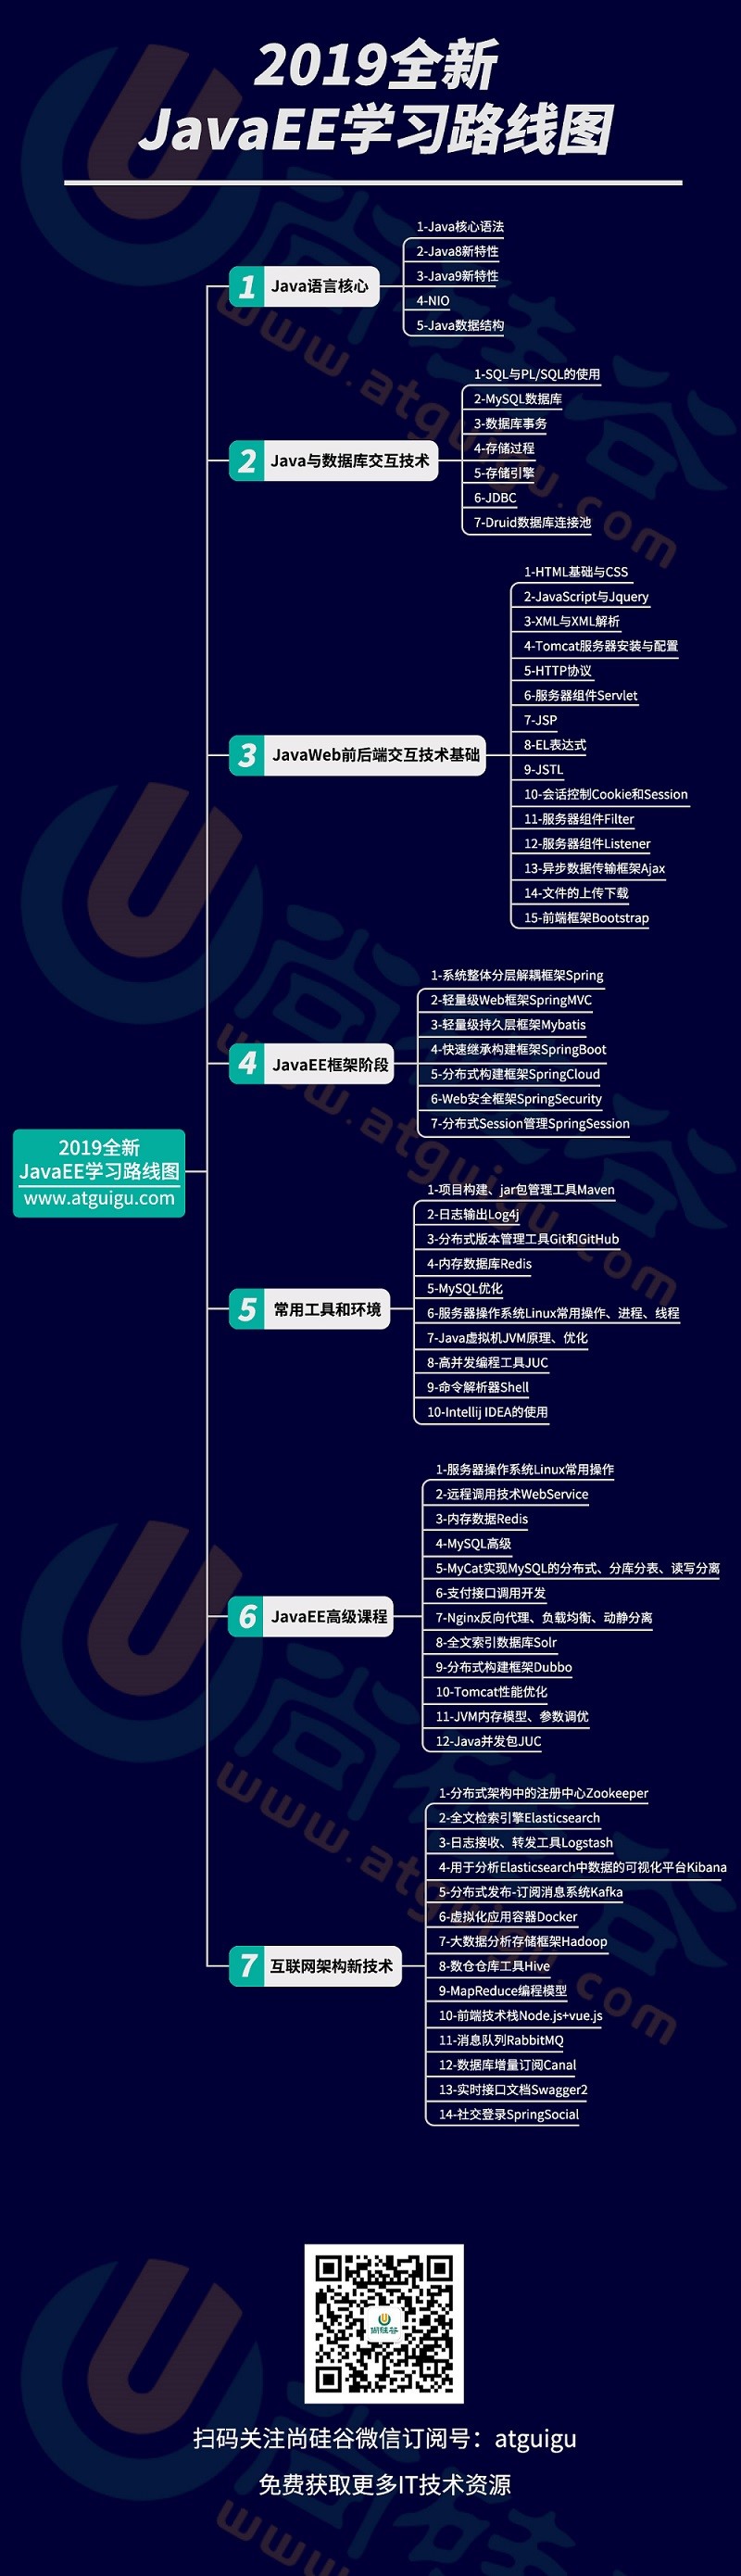 2019全新
JavaEE学习路线图
1 Java语言核心
1-Java核心语法
2-Java8新特性
3-Java9新特性
4-NIO
5-Java数据结构
2 Java与数据库交互技术
1-SQL与PL/SQL的使用
2-MySQL数据库
3-数据库事务
4-存储过程
5-存储引擎
6-JDBC
7-Druid数据库连接池
3 JavaWeb前后端交互技术基础
1-HTML基础与CSS
2-JavaScript与Jquery
3-XML与XML解析
4-Tomcat服务器安装与配置
5-HTTP协议
6-服务器组件Servlet
7-JSP
8-EL表达式
9-JSTL
10-会话控制Cookie和Session
11-服务器组件Filter
12-服务器组件Listener
13-异步数据传输框架Ajax
14-文件的上传下载
15-前端框架Bootstrap
4 JavaEE框架阶段
1-系统整体分层解耦框架Spring
2-轻量级Web框架SpringMVC
3-轻量级持久层框架Mybatis
4-快速继承构建框架SpringBoot
5-分布式构建框架SpringCloud
6-Web安全框架SpringSecurity
7-分布式Session管理SpringSession
2019全新
JavaEE学习路线图
www.atguigu.com
5 常用工具和环境
1-项目构建、jar包管理工具Maven
2-日志输出Log4j
3-分布式版本管理工具Git和GitHub
4-内存数据库Redis
5-MySQL优化
6-服务器操作系统Linux常用操作、进程、线程
7-Java虚拟机JVM原理、优化
8-高并发编程工具JUC
9-命令解析器Shell
10-Intellij IDEA的使用
6 JavaEE高级课程
1-服务器操作系统Linux常用操作
2-远程调用技术WebService
3-内存数据Redis
4-MySQL高级
5-MyCat实现MySQL的分布式、分库分表、读写分离
6-支付接口调用开发
7-Nginx反向代理、负载均衡、动静分离
8-全文索引数据库Solr
9-分布式构建框架Dubbo
10-Tomcat性能优化
11-JVM内存模型、参数调优
12-Java并发包JUC
7 互联网架构新技术
1-分布式架构中的注册中心Zookeeper
2-全文检索引擎Elasticsearch
3-日志接收、转发工具Logstash
4-用于分析Elasticsearch中数据的可视化平台Kibana
5-分布式发布-订阅消息系统Kafka
6-虚拟化应用容器Docker
7-大数据分析存储框架Hadoop
8-数仓仓库工具Hive
9-MapReduce编程模型
10-前端技术栈Node.js+vue.js
11-消息队列RabbitMQ
12-数据库增量订阅Canal
13-实时接口文档Swagger2
14-社交登录SpringSocial
尚硅谷
扫码关注尚硅谷微信订阅号：atguigu
免费获取更多IT技术资源
尚硅谷
www.atguigu.com